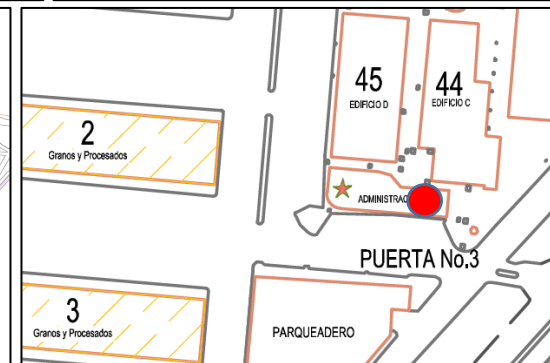 45
EDIFICIO D
44
EDIFICIO C
2
Granos y Procesados
PUERTA No.3
3
Granos y Procesados
PARQUEADERO